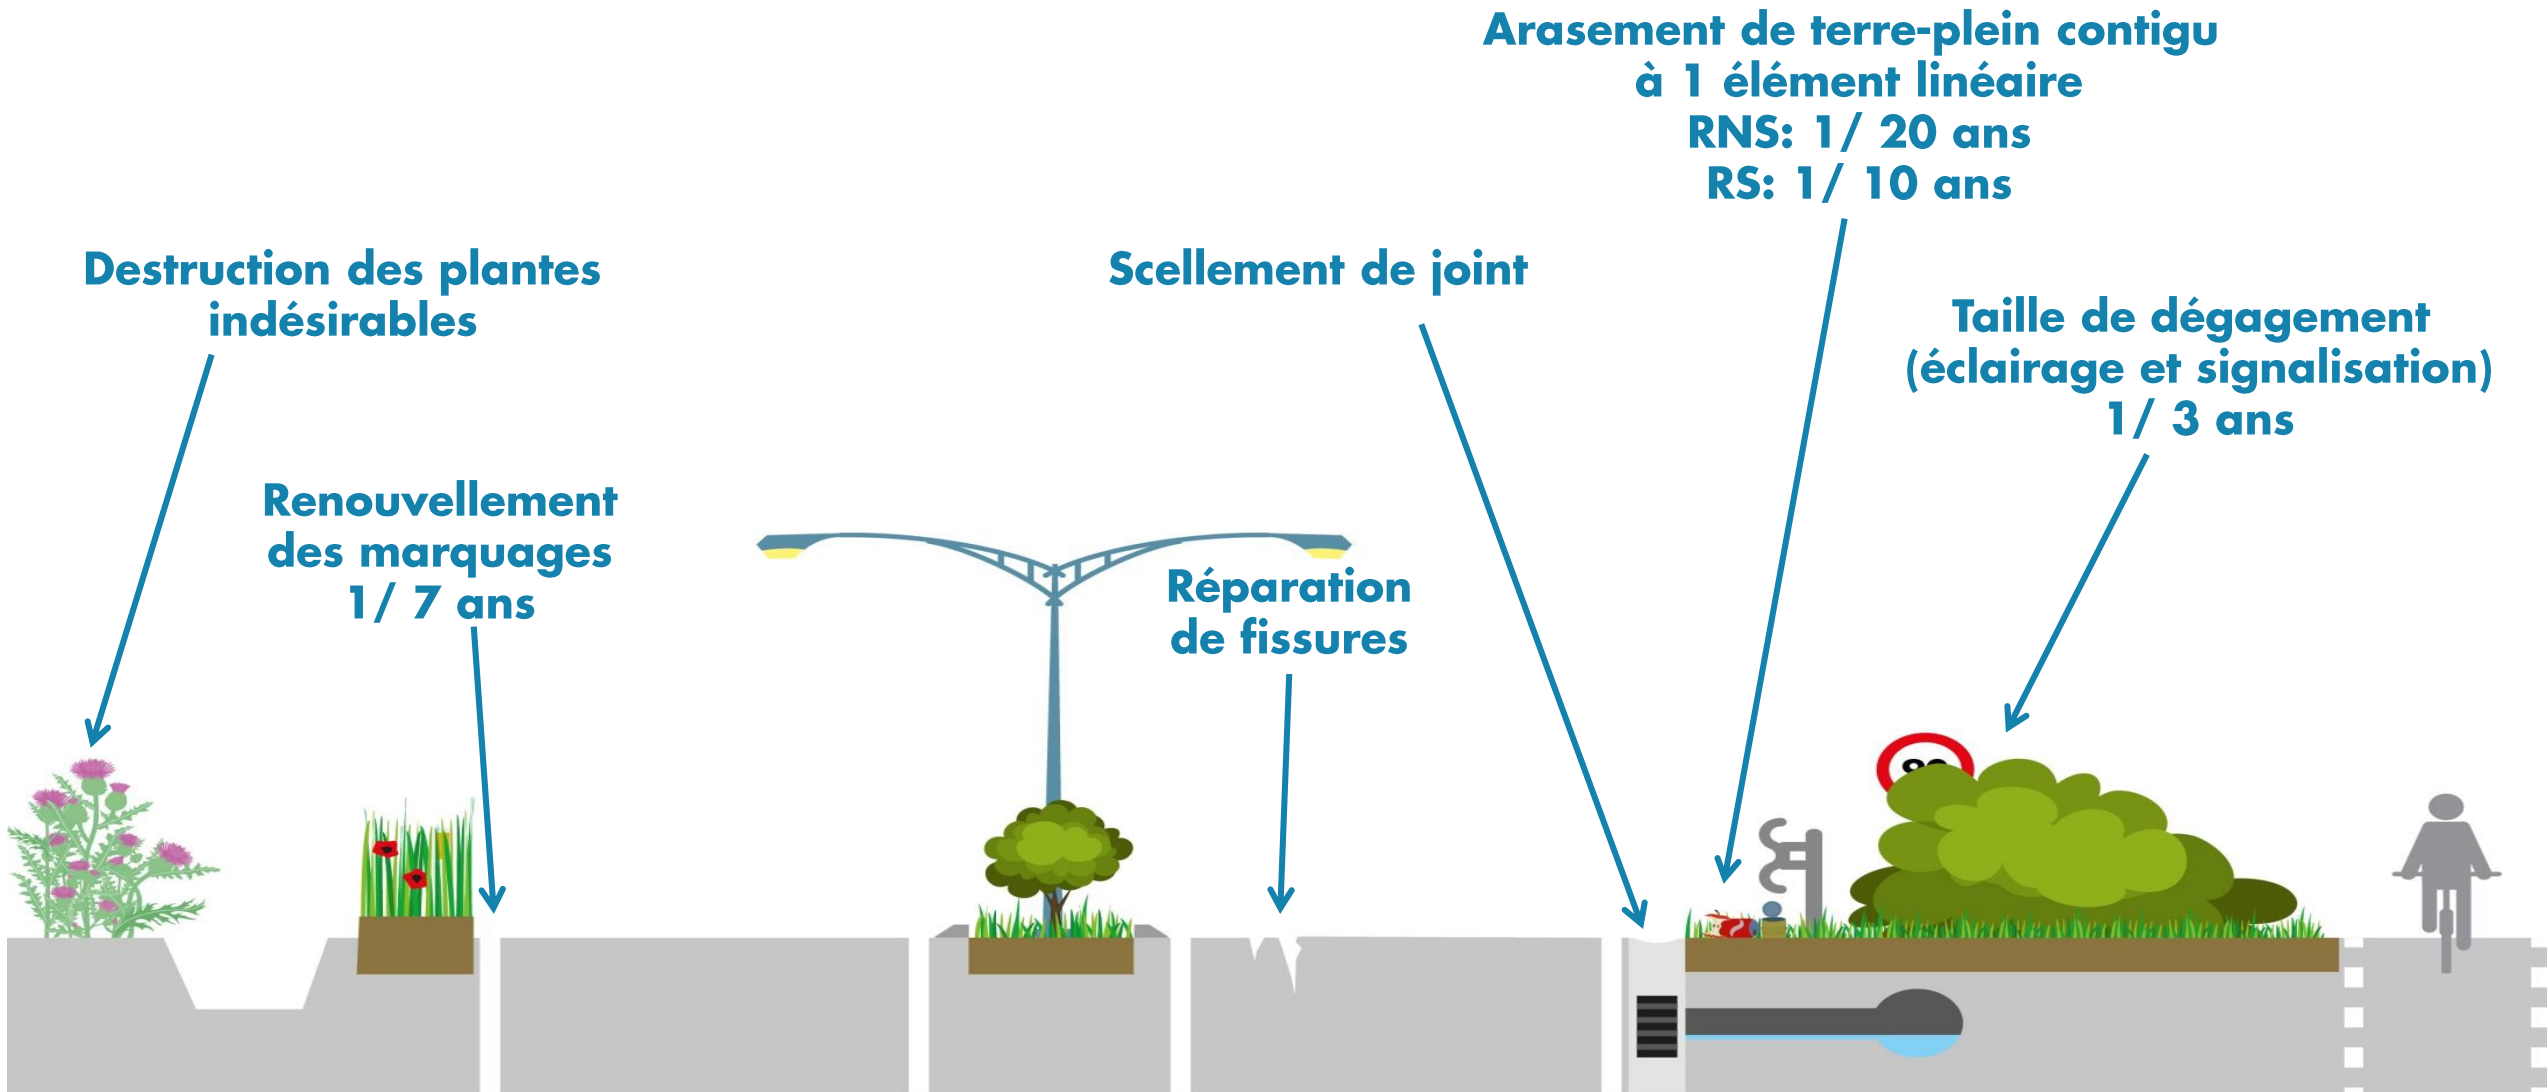 Arasement de terre-plein contigu
à 1 élément linéaire
RNS: 1/ 20 ans
RS: 1/ 10 ans
Destruction des plantes
indésirables
Scellement de joint
Taille de dégagement
(éclairage et signalisation)
1/ 3 ans
Renouvellement
des marquages
1/ 7 ans
Réparation
de fissures